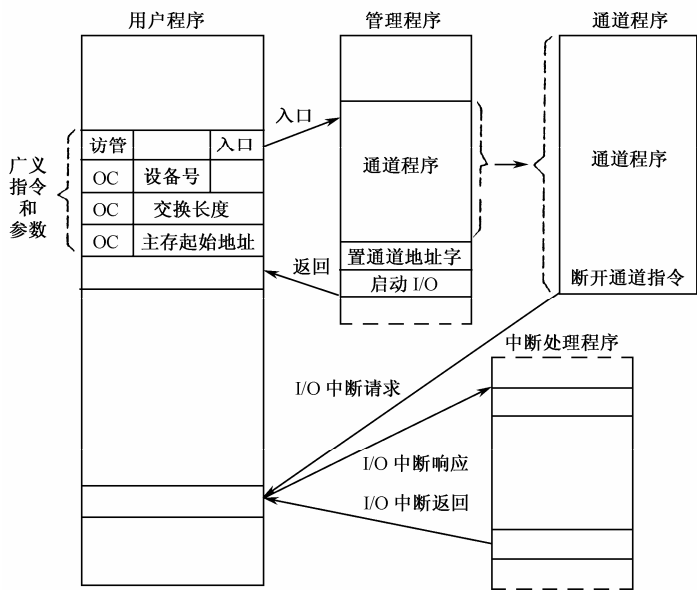 用户程序
管理程序
通道程序
广义
指令
和
参数
访管 入口
OC 设备号
OC 交换长度
OC 主存起始地址
入口
通道程序
置通道地址字
启动 I/O
返回
通道程序
断开通道指令
中断处理程序
I/O 中断请求
I/O 中断响应
I/O 中断返回